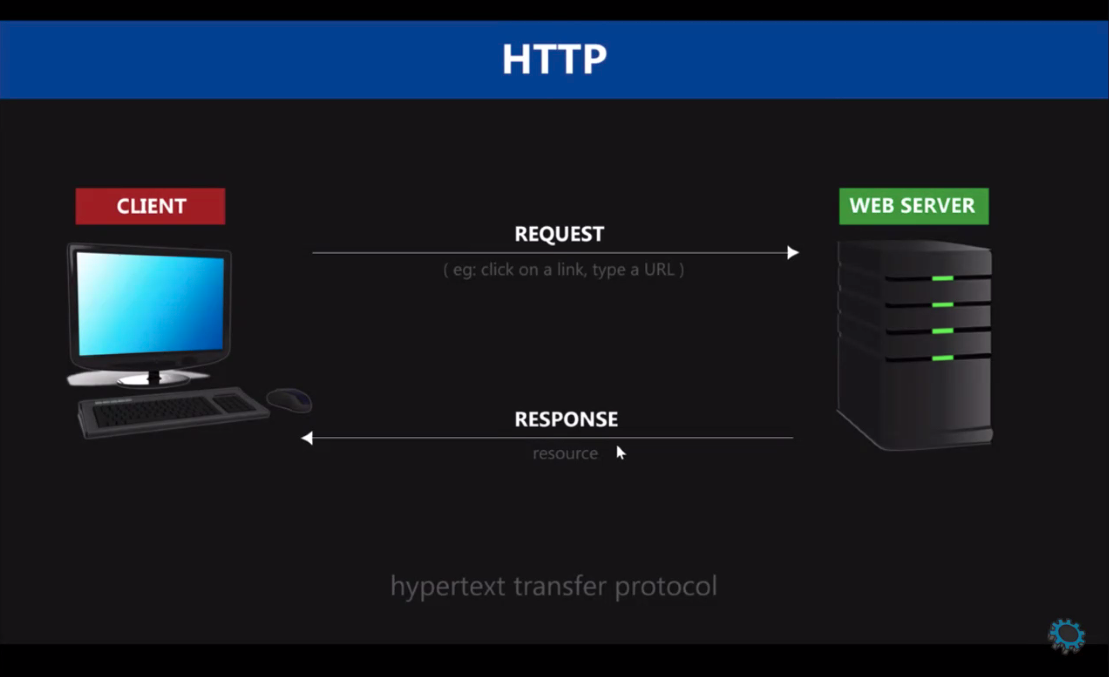 HTTP
CLIENT
WEB SERVER
REQUEST
( eg: click on a link, type a URL )
RESPONSE
resource
hypertext transfer protocol